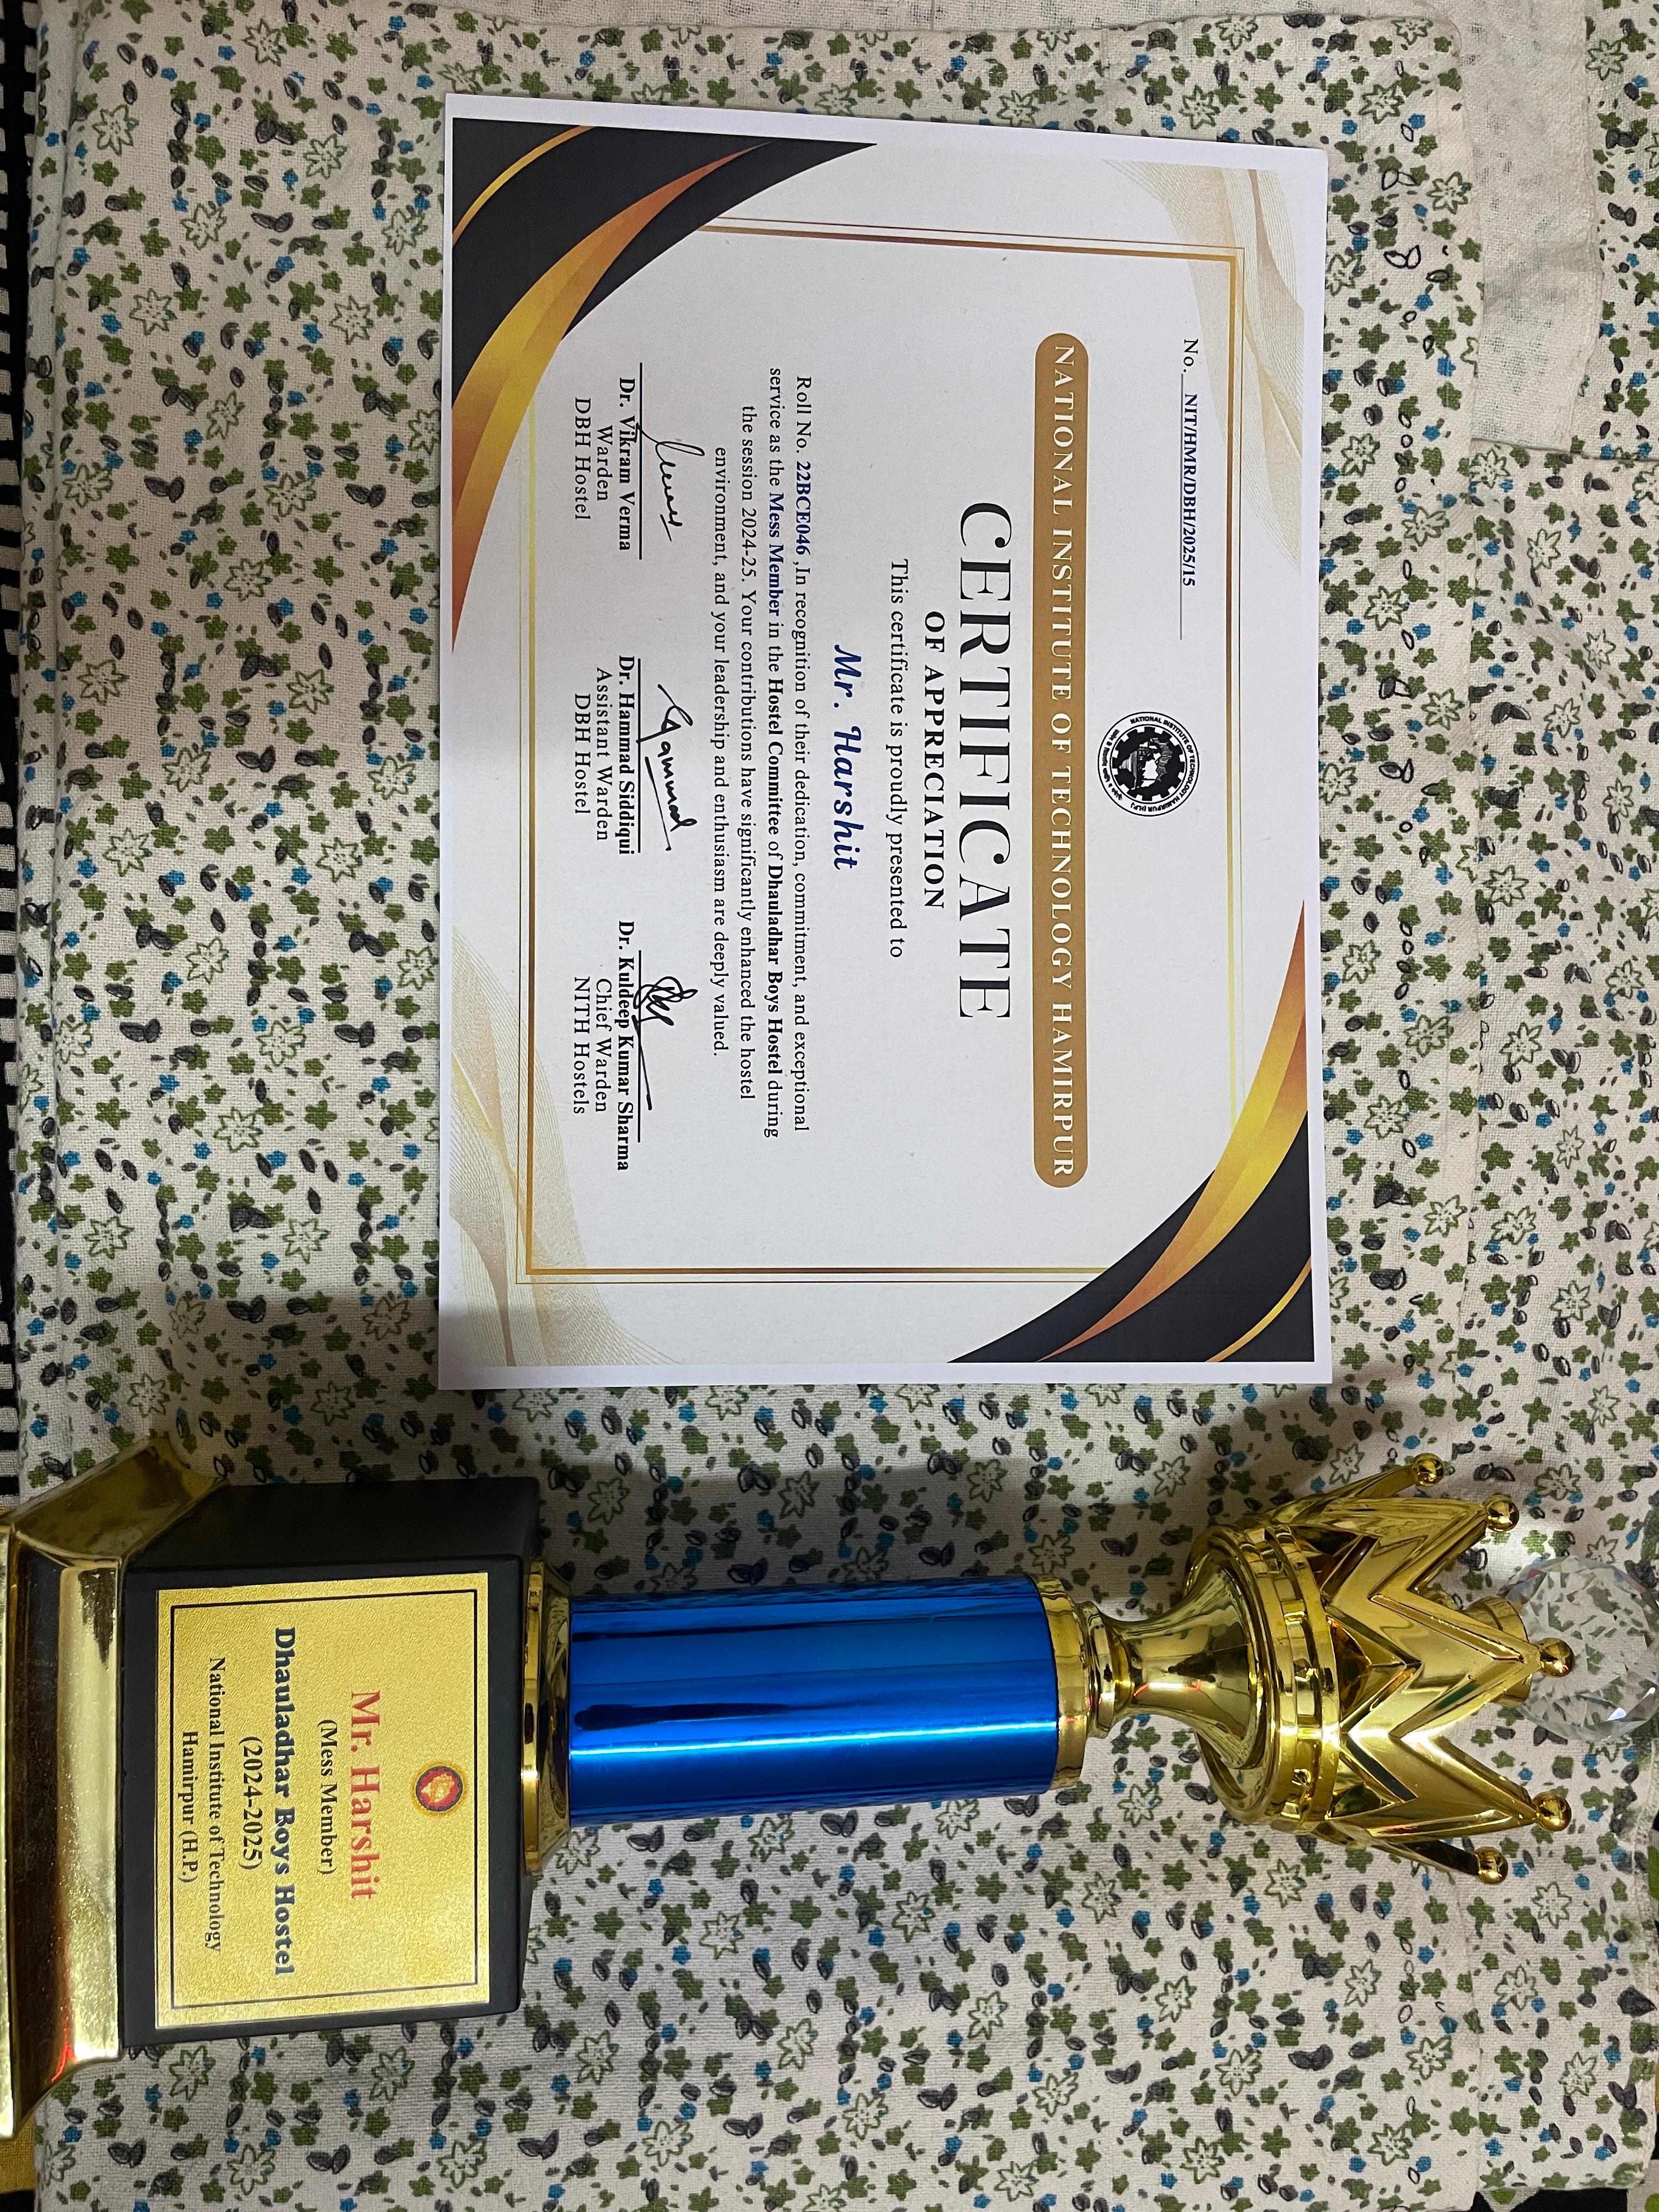 No. NIT/HMR/DBH/2025/15
NATIONAL INSTITUTE OF TECHNOLOGY HAMIRPUR
CERTIFICATE
OF APPRECIATION
This certificate is proudly presented to
Mr. Harshit
Roll No. 22BCE046 ,In recognition of their dedication, commitment, and exceptional
service as the Mess Member in the Hostel Committee of Dhauladhar Boys Hostel during
the session 2024-25. Your contributions have significantly enhanced the hostel
environment, and your leadership and enthusiasm are deeply valued.
Dr. Vikram Verma
Warden
DBH Hostel
Dr. Hammad Siddiqui
Assistant Warden
DBH Hostel
Dr. Kuldeep Kumar Sharma
Chief Warden
NITH Hostels
Mr. Harshit
(Mess Member)
Dhauladhar Boys Hostel
(2024-2025)
National Institute of Technology
Hamirpur (H.P.)